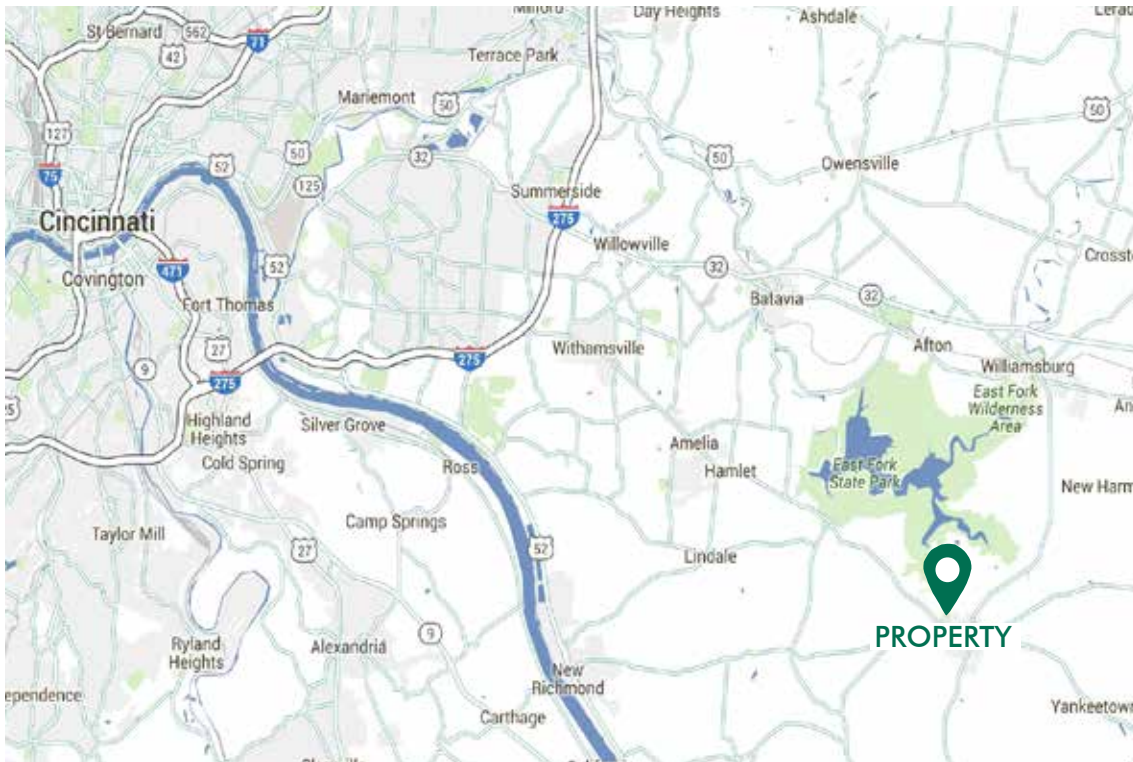 Milford
Day Heights
Ashdale
St Bernard
562
71
42
Terrace Park
Mariemont
50
50
127
32
50
Owensville
52
50
75
125
Summerside
Cincinnati
275
Willowville
Covington
471
52
32
Crossto
Fort Thomas
Batavia
32
27
Withamsville
Afton
9
275
275
Williamsburg
East Fork
Wilderness
Area
An
25
Highland
Heights
Silver Grove
Amelia
Cold Spring
Ross
Hamlet
East Fork
State Park
New Harm
Camp Springs
Taylor Mill
27
52
Lindale
PROPERTY
9
Ryland
Heights
Alexandria
New
Richmond
ependence
Carthage
Yankeetown